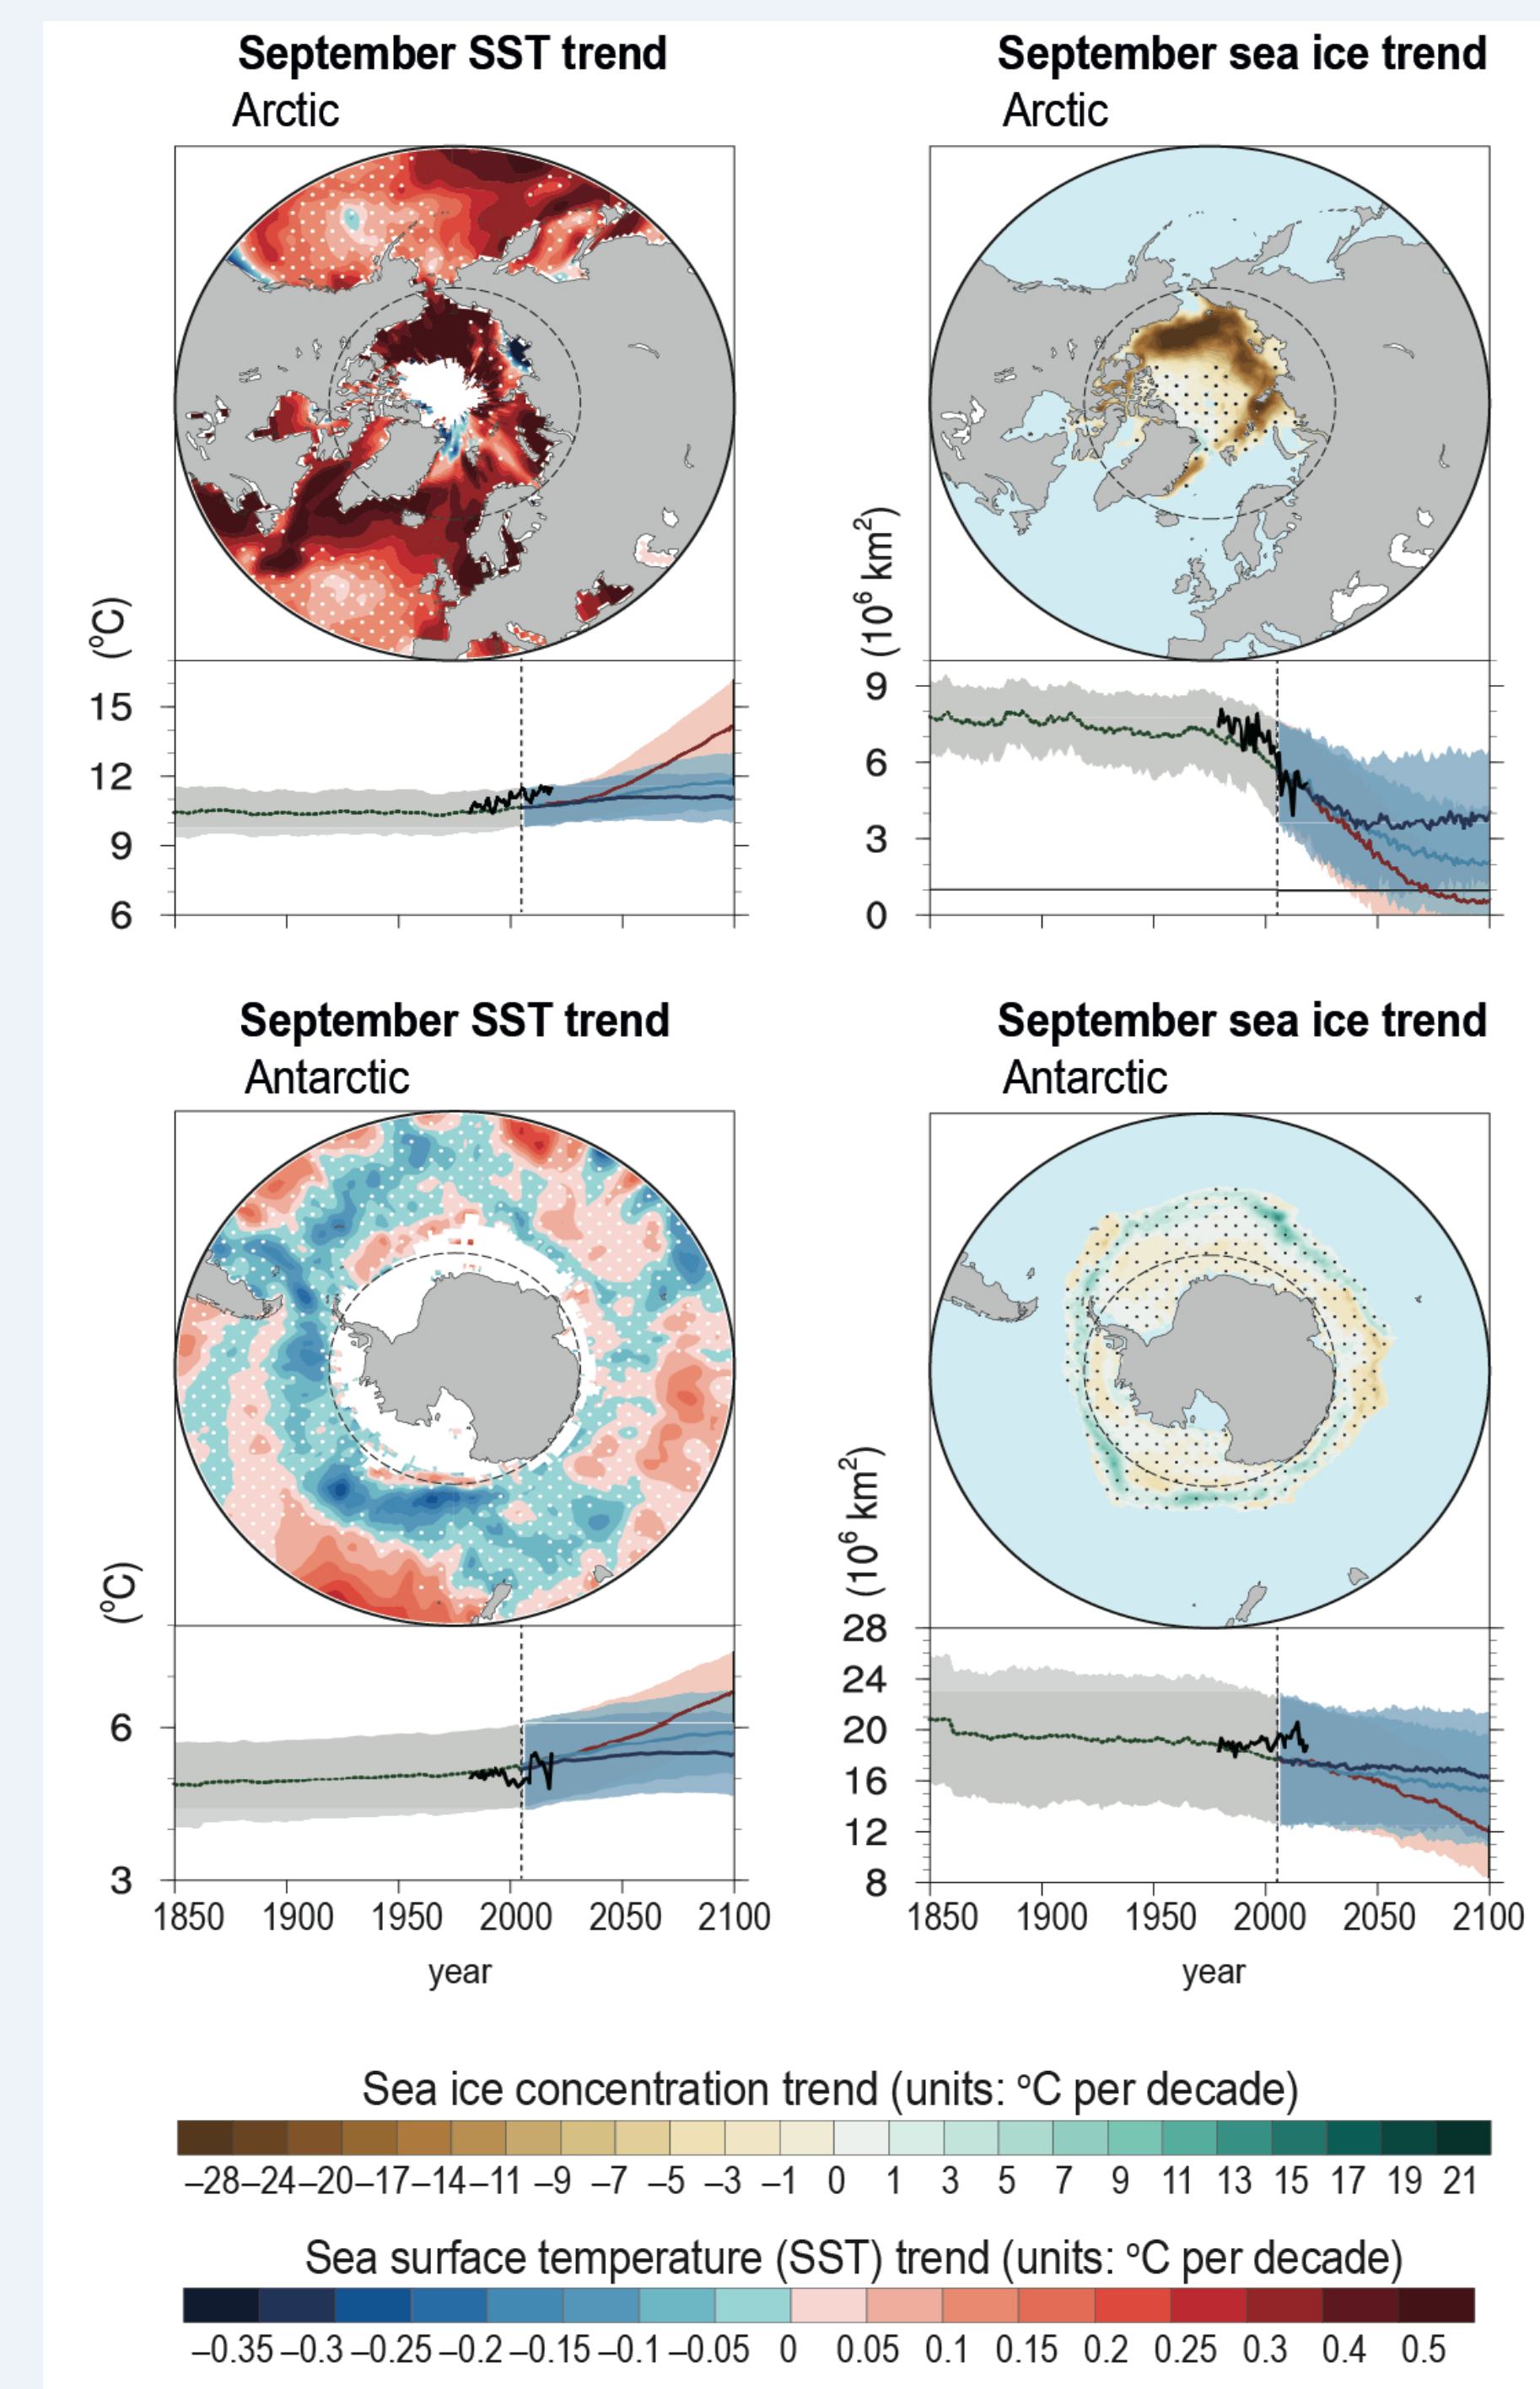 September SST trend
Arctic
September sea ice trend
Arctic
(°C)
15
12
9
6
(10⁶ km²)
9
6
3
0
September SST trend
Antarctic
September sea ice trend
Antarctic
(°C)
6
3
1850 1900 1950 2000 2050 2100
year
(10⁶ km²)
28
24
20
16
12
8
1850 1900 1950 2000 2050 2100
year
Sea ice concentration trend (units: °C per decade)
–28 –24 –20 –17 –14 –11 –9 –7 –5 –3 –1 0 1 3 5 7 9 11 13 15 17 19 21
Sea surface temperature (SST) trend (units: °C per decade)
–0.35 –0.3 –0.25 –0.2 –0.15 –0.1 –0.05 0 0.05 0.1 0.15 0.2 0.25 0.3 0.4 0.5